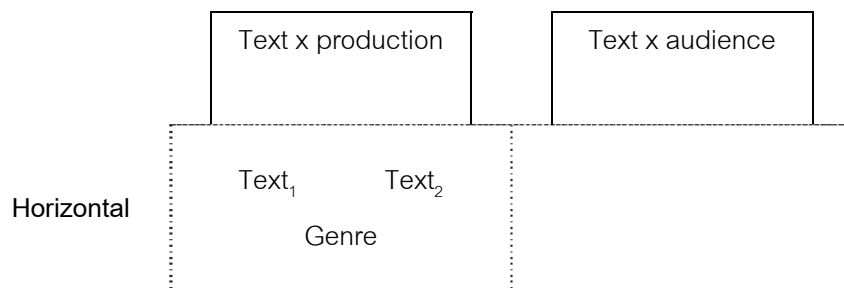 Text x production
Text x audience
Text₁
Text₂
Horizontal
Genre